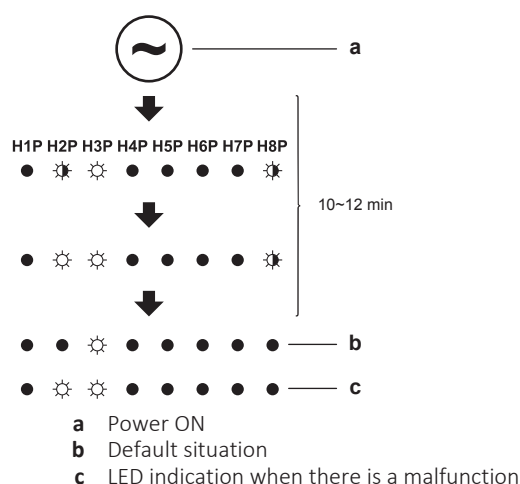 a
H1P H2P H3P H4P H5P H6P H7P H8P
10~12 min
b
c
a Power ON
b Default situation
c LED indication when there is a malfunction